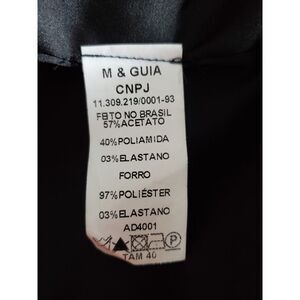 M & GUIA
CNPJ
11.309.219/0001-93
FEITO NO BRASIL
57%ACETATO
40%POLIAMIDA
03%ELASTANO
FORRO
97%POLIÉSTER
03%ELASTANO
AD4001
P
TAM 40